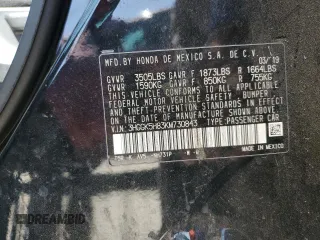 MFD. BY HONDA DE MEXICO S.A. DE C.V.
03/19
GVWR 3505LBS GAWR F 1873LBS R 1664LBS
GVWR 1590KG GAWR F 850KG R 755KG
THIS VEHICLE CONFORMS TO ALL APPLICABLE
FEDERAL MOTOR VEHICLE SAFETY, BUMPER,
AND THEFT PREVENTION STANDARDS IN EFFECT
ON THE DATE OF MANUFACTURE SHOWN ABOVE.
VIN: 3HGGK5H83KM730843 TYPE:PASSENGER CAR
MADE IN MEXICO